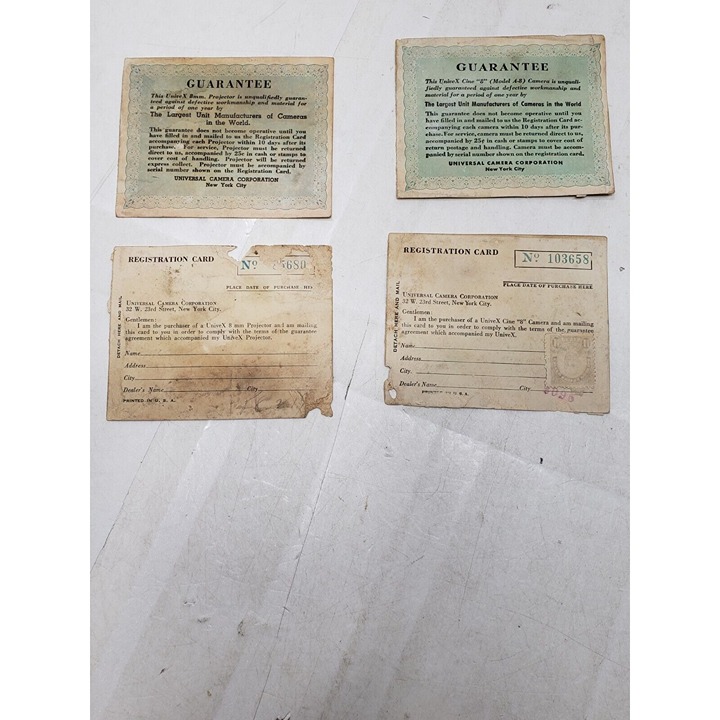 GUARANTEE
This UniveX 8mm. Projector is unqualifiedly guaran-
teed against defective workmanship and material for
a period of one year by
The Largest Unit Manufacturers of Cameras
in the World.
This guarantee does not become operative until you
have filled in and mailed to us the Registration Card
accompanying each Projector within 10 days after its
purchase. For service, Projector must be returned
direct to us, accompanied by 25c in cash or stamps to
cover cost of handling. Projector will be returned
express collect. Projector must be accompanied by
serial number shown on the Registration Card.
UNIVERSAL CAMERA CORPORATION
New York City
GUARANTEE
This UniveX Cine "8" (Model A-8) Camera is unquali-
fiedly guaranteed against defective workmanship and
material for a period of one year by
The Largest Unit Manufacturers of Cameras in the World
This guarantee does not become operative until you
have filled in and mailed to us the Registration Card ac-
companying each camera within 10 days after its pur-
chase. For service, camera must be returned direct to us,
accompanied by 25¢ in cash or stamps to cover cost of
return postage and handling. Camera must be accom-
panied by serial number shown on the registration card.
UNIVERSAL CAMERA CORPORATION
New York City
REGISTRATION CARD
No 5680
PLACE DATE OF PURCHASE HERE
DETACH HERE AND MAIL
UNIVERSAL CAMERA CORPORATION
32 W. 23rd Street, New York City.
Gentlemen:
I am the purchaser of a UniveX 8 mm Projector and am mailing
this card to you in order to comply with the terms of the guarantee
agreement which accompanied my UniveX Projector.
Name
Address
City
Dealer's Name City
PRINTED IN U. S. A.
REGISTRATION CARD
No 103658
PLACE DATE OF PURCHASE HERE
DETACH HERE AND MAIL
UNIVERSAL CAMERA CORPORATION
32 W. 23rd Street, New York City.
Gentlemen:
I am the purchaser of a UniveX Cine "8" Camera and am mailing
this card to you in order to comply with the terms of the guarantee
agreement which accompanied my UniveX.
Name
Address
City
Dealer's Name City
PRINTED IN U. S. A.